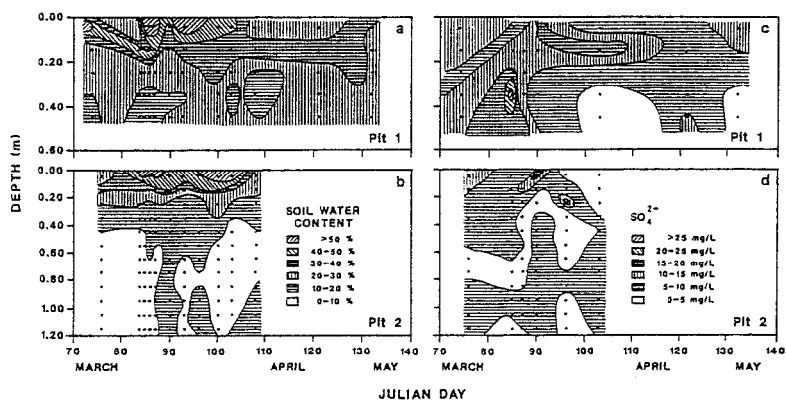 0.00
0.20
0.40
0.60
a
Pit 1
c
Pit 1
DEPTH (m)
0.00
0.20
0.40
0.60
0.80
1.00
1.20
b
SOIL WATER
CONTENT
>50 %
40-50 %
30-40 %
20-30 %
10-20 %
0-10 %
Pit 2
d
SO₄²⁻
>25 mg/L
20-25 mg/L
15-20 mg/L
10-15 mg/L
5-10 mg/L
0-5 mg/L
Pit 2
70 80 90 100 110 120 130 140
MARCH APRIL MAY
70 80 90 100 110 120 130 140
MARCH APRIL MAY
JULIAN DAY